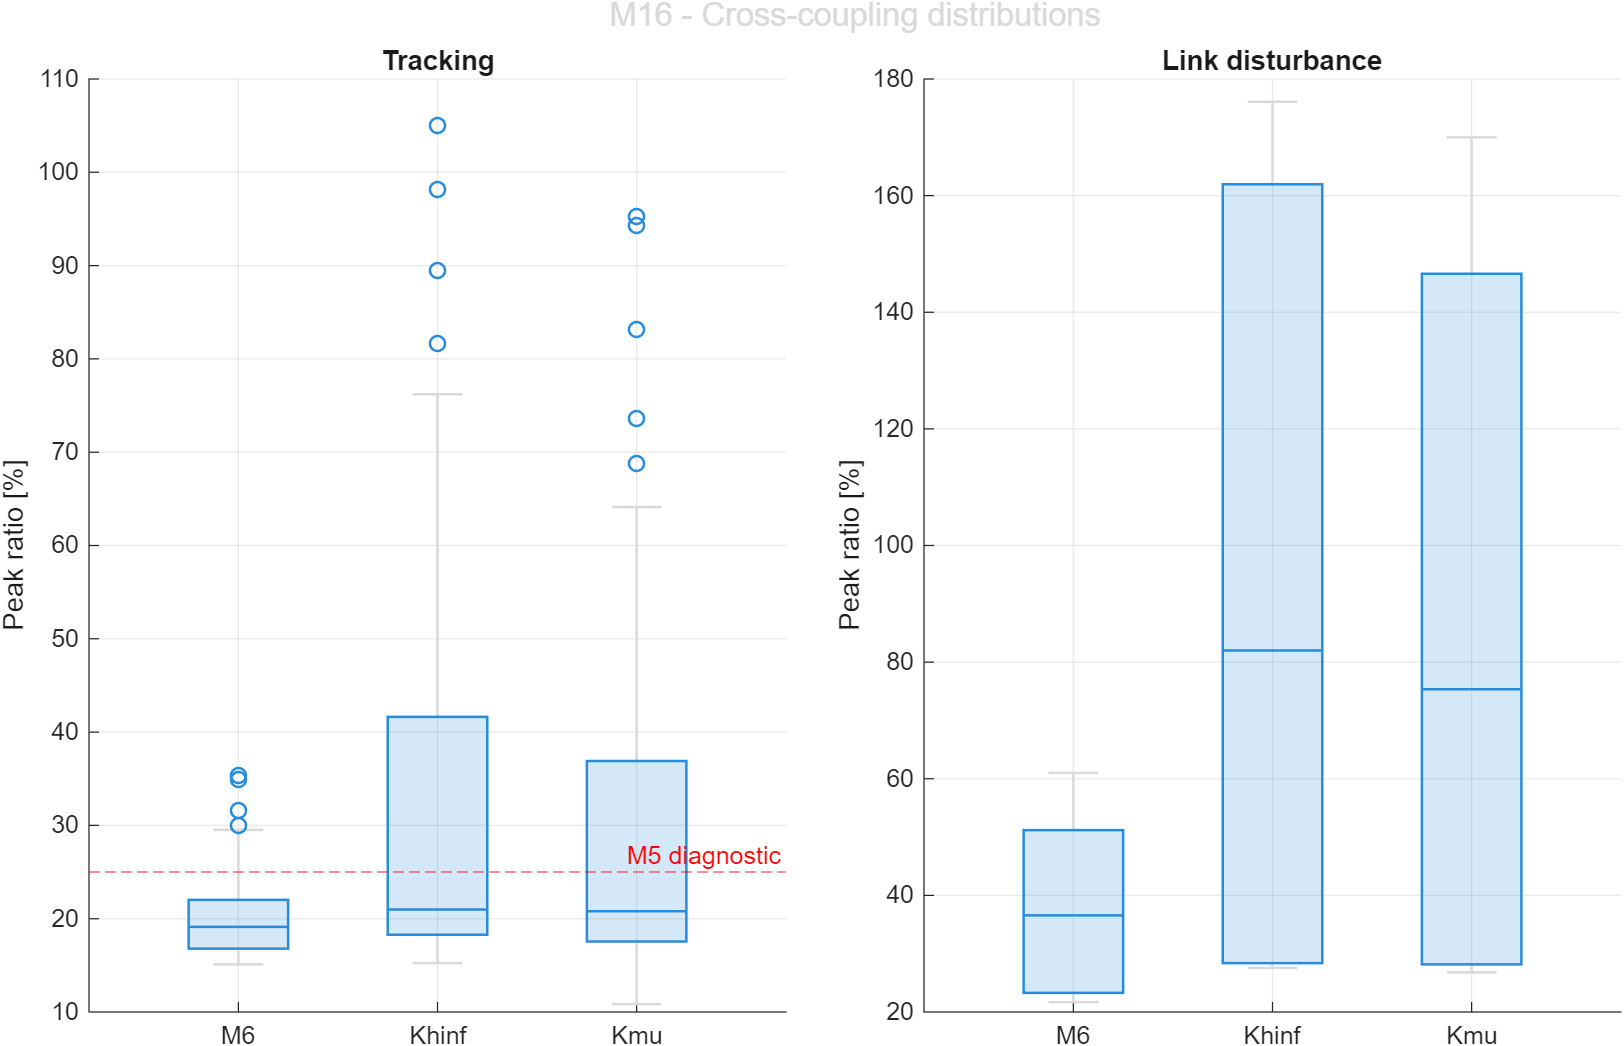 M16 - Cross-coupling distributions
Tracking
110
100
90
80
70
60
50
40
30
20
10
Peak ratio [%]
M5 diagnostic
M6
Khinf
Kmu
Link disturbance
180
160
140
120
100
80
60
40
20
Peak ratio [%]
M6
Khinf
Kmu